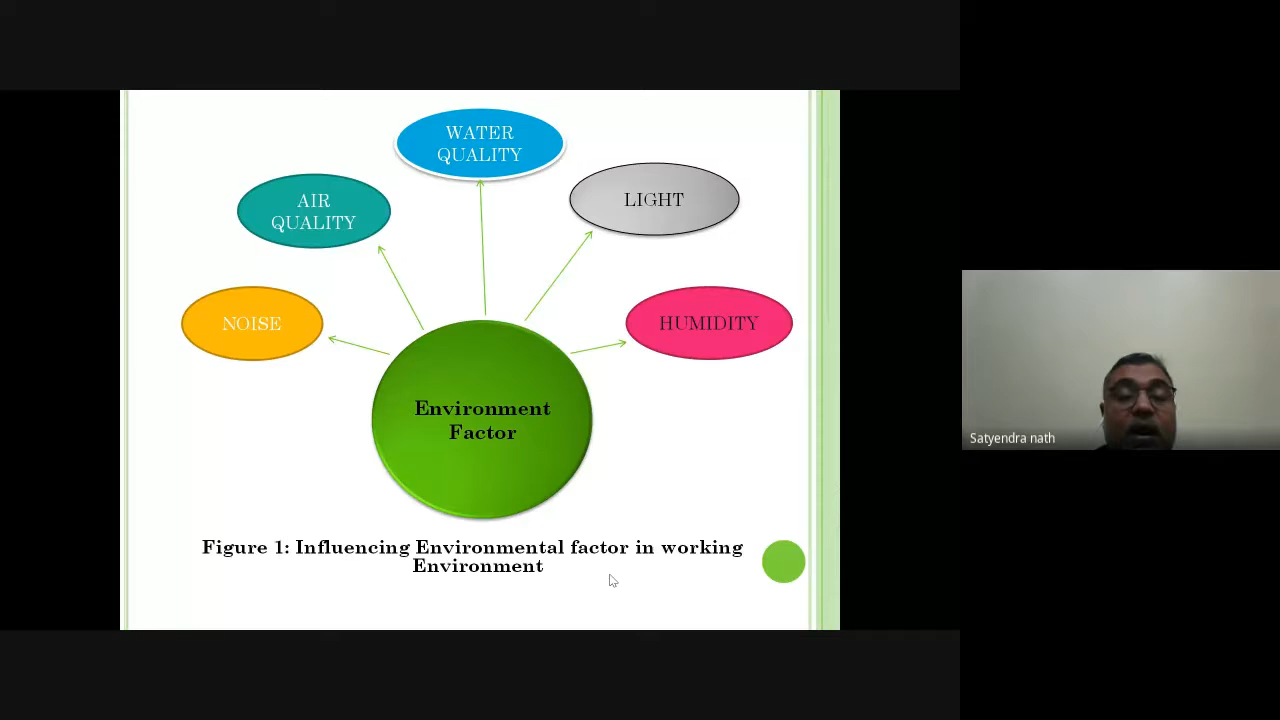 WATER
QUALITY
AIR
QUALITY
LIGHT
NOISE
HUMIDITY
Environment
Factor
Figure 1: Influencing Environmental factor in working
Environment
Satyendra nath